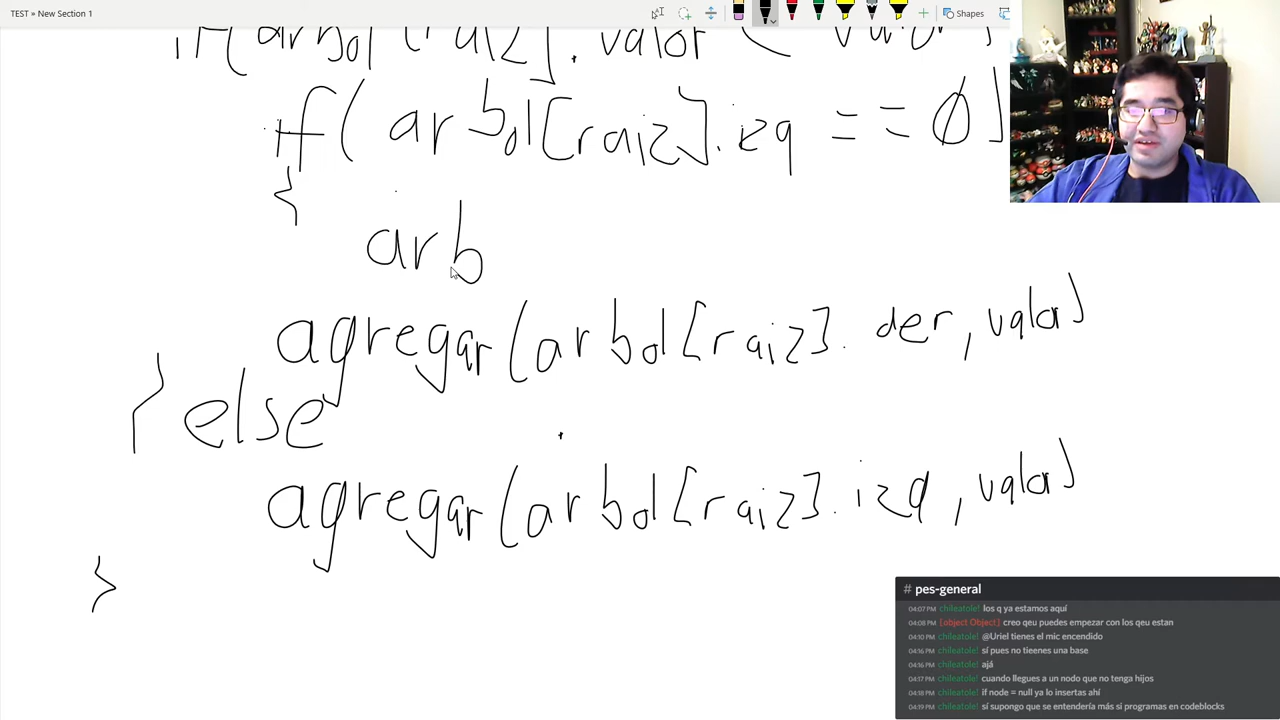 TEST » New Section 1
Shapes
if(arbol[raiz].valor < valor)
if(arbol[raiz].izq == 0)
{
arb
agregar(arbol[raiz].der, valor)
} else
agregar(arbol[raiz].izq, valor)
}
# pes-general
04:07 PM chileatole! los q ya estamos aquí
04:08 PM [object Object] creo qeu puedes empezar con los qeu estan
04:10 PM chileatole! @Uriel tienes el mic encendido
04:16 PM chileatole! sí pues no tieenes una base
04:16 PM chileatole! ajá
04:17 PM chileatole! cuando llegues a un nodo que no tenga hijos
04:18 PM chileatole! if node = null ya lo insertas ahí
04:19 PM chileatole! sí supongo que se entendería más si programas en codeblocks